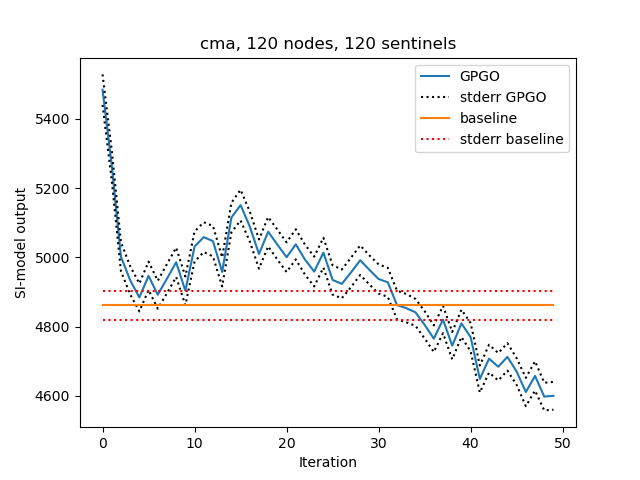 cma, 120 nodes, 120 sentinels
GPGO
stderr GPGO
baseline
stderr baseline
SI-model output
5400
5200
5000
4800
4600
0 10 20 30 40 50
Iteration